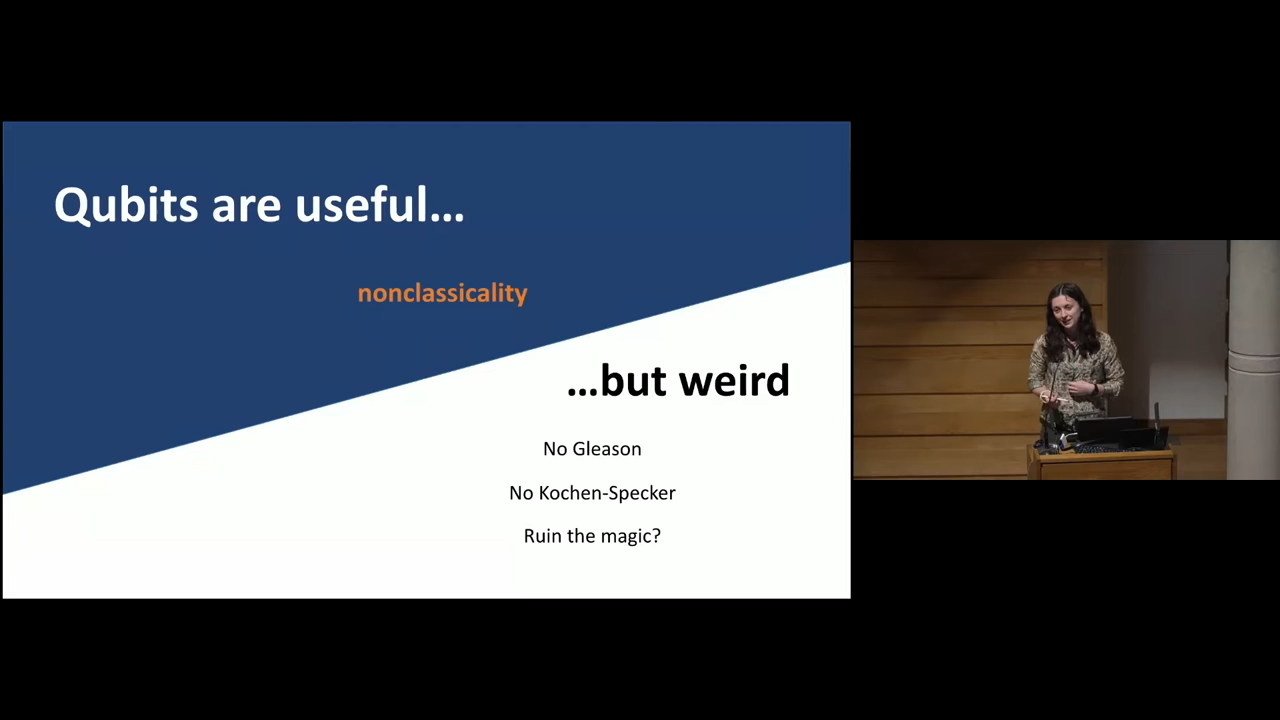 Qubits are useful...
nonclassicality
...but weird
No Gleason
No Kochen-Specker
Ruin the magic?